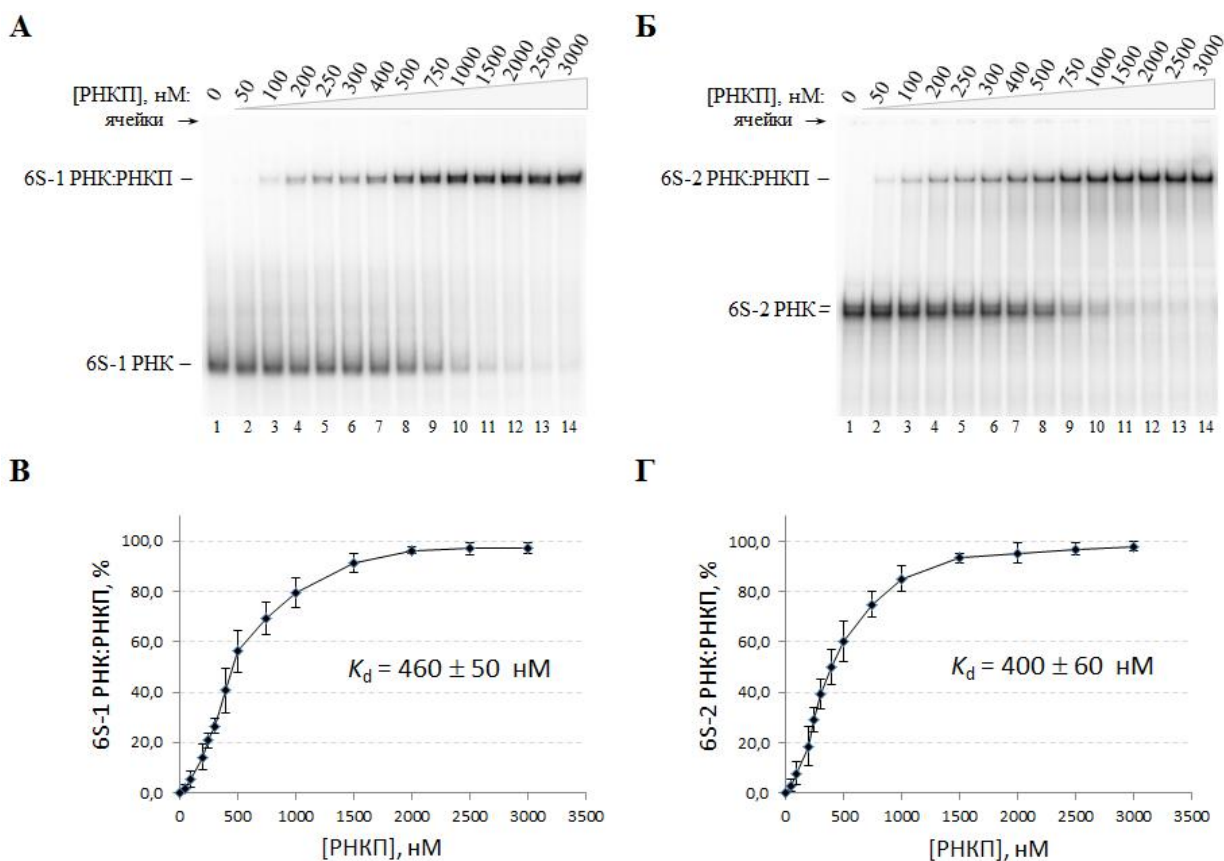 А
0 50 100 200 250 300 400 500 750 1000 1500 2000 2500 3000
[РНКП], нМ:
ячейки →
6S-1 РНК:РНКП –
6S-1 РНК –
1 2 3 4 5 6 7 8 9 10 11 12 13 14
Б
0 50 100 200 250 300 400 500 750 1000 1500 2000 2500 3000
[РНКП], нМ:
ячейки →
6S-2 РНК:РНКП –
6S-2 РНК =
1 2 3 4 5 6 7 8 9 10 11 12 13 14
В
6S-1 РНК:РНКП, %
100,0
80,0
60,0
40,0
20,0
0,0
Kd = 460 ± 50 нМ
0 500 1000 1500 2000 2500 3000 3500
[РНКП], нМ
Г
6S-2 РНК:РНКП, %
100,0
80,0
60,0
40,0
20,0
0,0
Kd = 400 ± 60 нМ
0 500 1000 1500 2000 2500 3000 3500
[РНКП], нМ